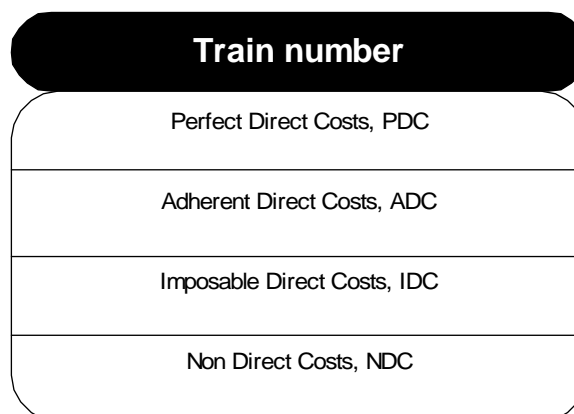 Train number
Perfect Direct Costs, PDC
Adherent Direct Costs, ADC
Imposable Direct Costs, IDC
Non Direct Costs, NDC